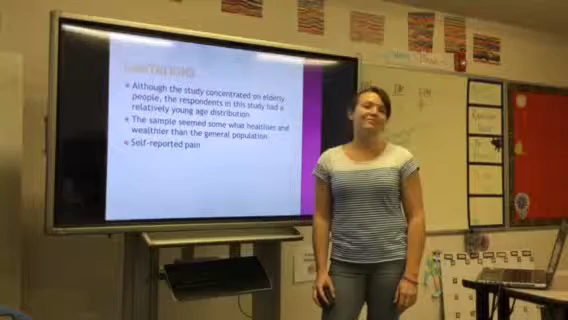 LIMITATIONS
Although the study concentrated on elderly
people, the respondents in this study had a
relatively young age distribution.
The sample seemed some what healthies and
wealthier than the general population.
Self-reported pain